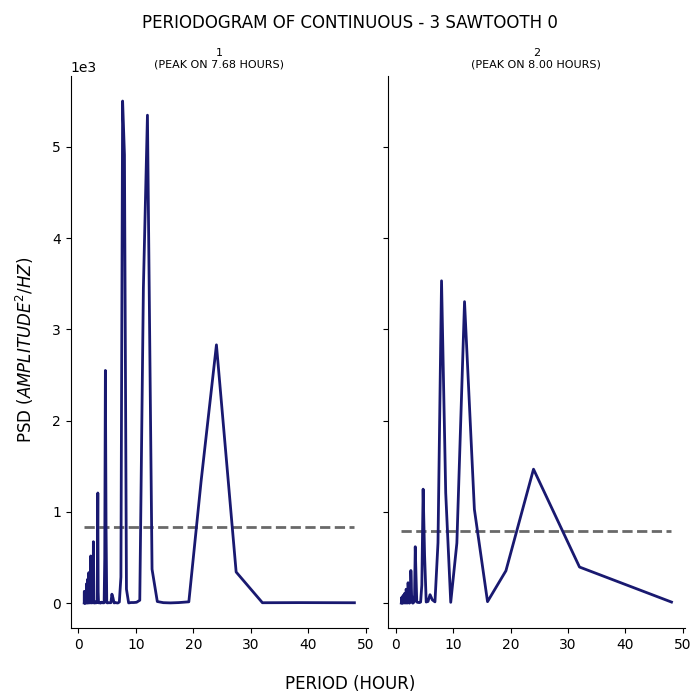 PERIODOGRAM OF CONTINUOUS - 3 SAWTOOTH 0
1
(PEAK ON 7.68 HOURS)
2
(PEAK ON 8.00 HOURS)
1e3
5
4
3
2
1
0
PSD (AMPLITUDE²/HZ)
0 10 20 30 40 50
0 10 20 30 40 50
PERIOD (HOUR)